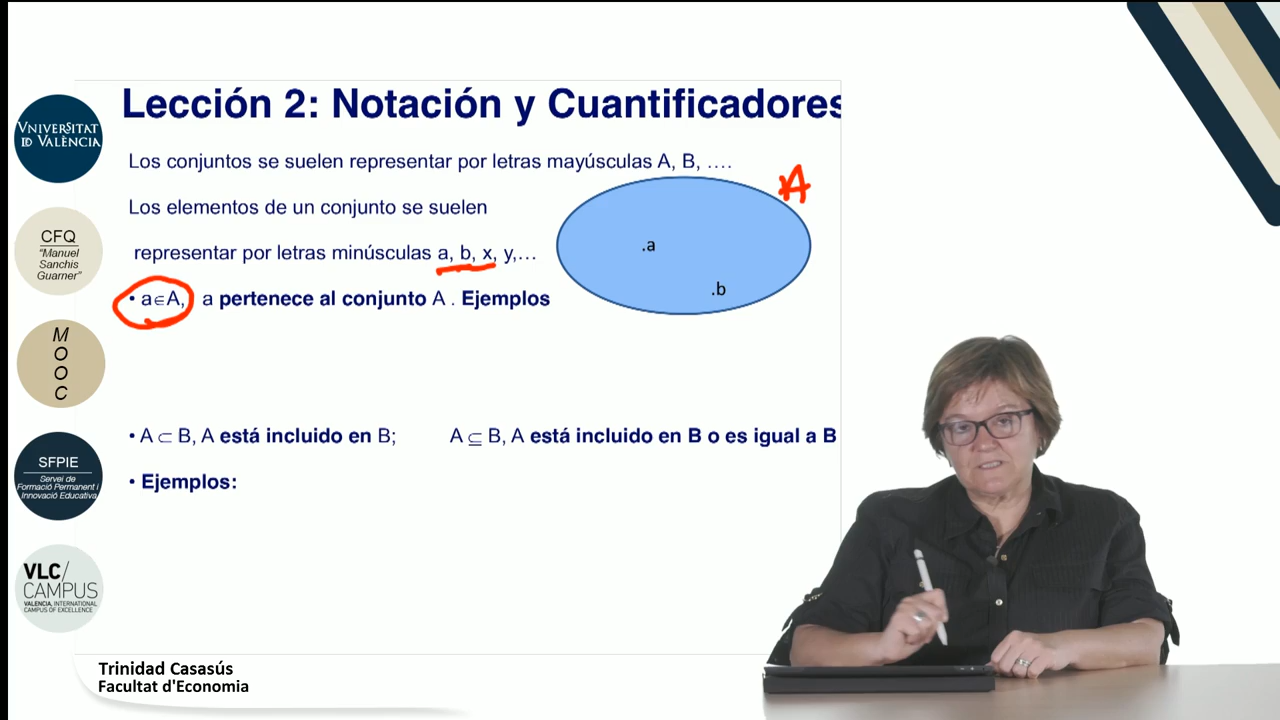 Lección 2: Notación y Cuantificadores
Los conjuntos se suelen representar por letras mayúsculas A, B, ….
A
Los elementos de un conjunto se suelen
representar por letras minúsculas a, b, x, y,…
.a
.b
• a∈A, a pertenece al conjunto A . Ejemplos
• A ⊂ B, A está incluido en B; A ⊆ B, A está incluido en B o es igual a B
• Ejemplos:
VNIVERSITAT
ID VALÈNCIA
CFQ
"Manuel
Sanchis
Guarner"
M
O
O
C
SFPIE
Servei de
Formació Permanent i
Innovació Educativa
VLC/
CAMPUS
VALENCIA, INTERNATIONAL
CAMPUS OF EXCELLENCE
Trinidad Casasús
Facultat d'Economia